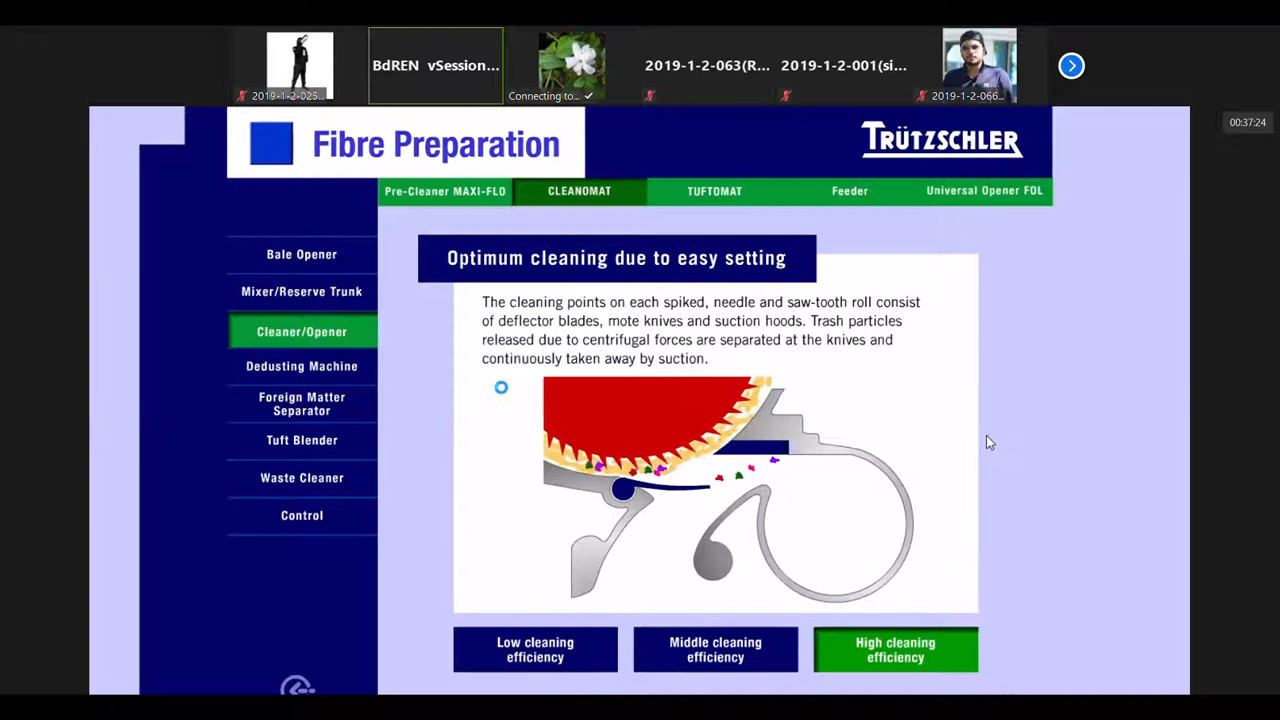 BdREN vSession...
2019-1-2-063(R...
2019-1-2-001(si...
2019-1-2-025...
Connecting to...
2019-1-2-066...
00:37:24
Fibre Preparation
TRÜTZSCHLER
Pre-Cleaner MAXI-FLO
CLEANOMAT
TUFTOMAT
Feeder
Universal Opener FOL
Bale Opener
Mixer/Reserve Trunk
Cleaner/Opener
Dedusting Machine
Foreign Matter
Separator
Tuft Blender
Waste Cleaner
Control
Optimum cleaning due to easy setting
The cleaning points on each spiked, needle and saw-tooth roll consist
of deflector blades, mote knives and suction hoods. Trash particles
released due to centrifugal forces are separated at the knives and
continuously taken away by suction.
Low cleaning
efficiency
Middle cleaning
efficiency
High cleaning
efficiency